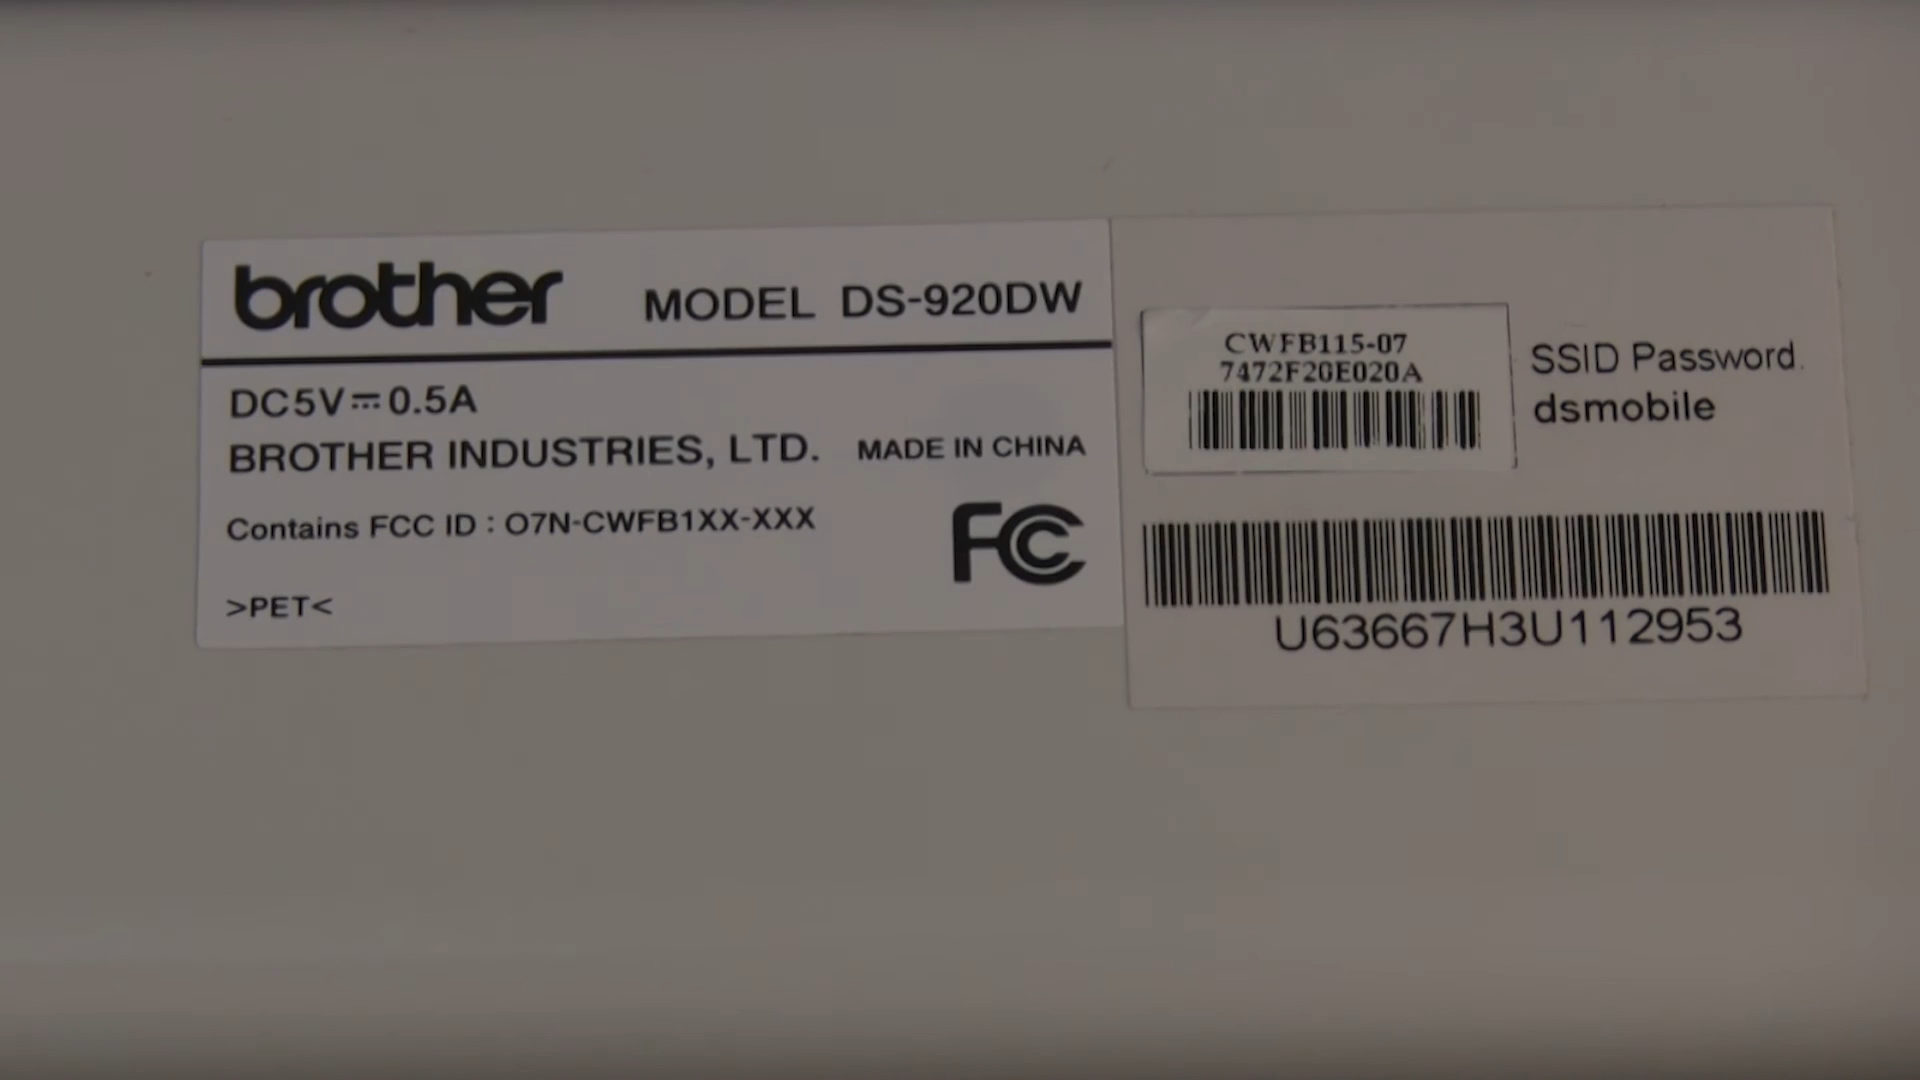 brother MODEL DS-920DW
DC5V⎓0.5A
BROTHER INDUSTRIES, LTD. MADE IN CHINA
Contains FCC ID : O7N-CWFB1XX-XXX
FC
>PET<
CWFB115-07
7472F20E020A
SSID Password.
dsmobile
U63667H3U112953